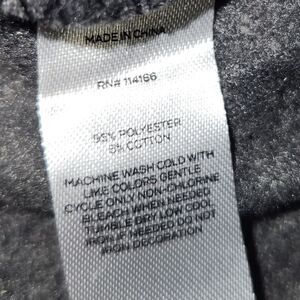 MADE IN CHINA
RN# 114166
95% POLYESTER
5% COTTON
MACHINE WASH COLD WITH
LIKE COLORS GENTLE
CYCLE ONLY NON-CHLORINE
BLEACH WHEN NEEDED
TUMBLE DRY LOW COOL
IRON IF NEEDED DO NOT
IRON DECORATION